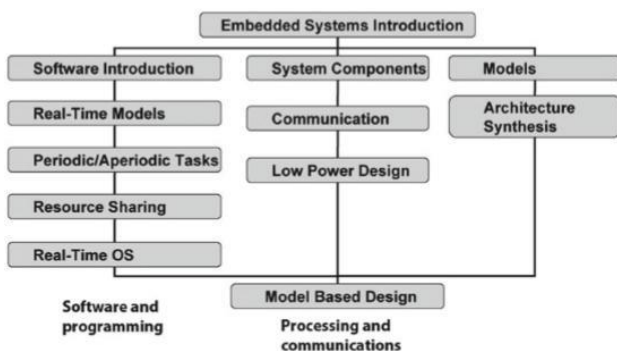 Embedded Systems Introduction
Software Introduction
System Components
Models
Real-Time Models
Communication
Architecture
Synthesis
Periodic/Aperiodic Tasks
Low Power Design
Resource Sharing
Real-Time OS
Model Based Design
Software and
programming
Processing and
communications